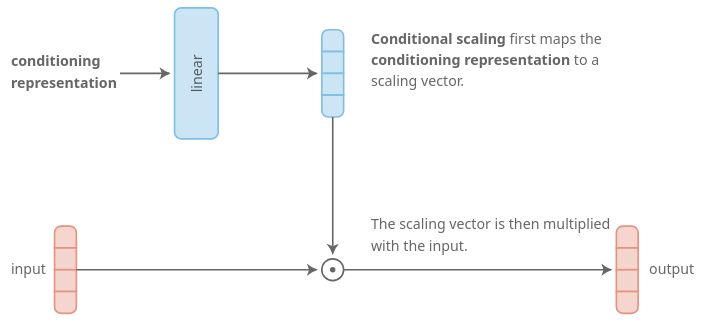 conditioning
representation
linear
Conditional scaling first maps the
conditioning representation to a
scaling vector.
The scaling vector is then multiplied
with the input.
input
output